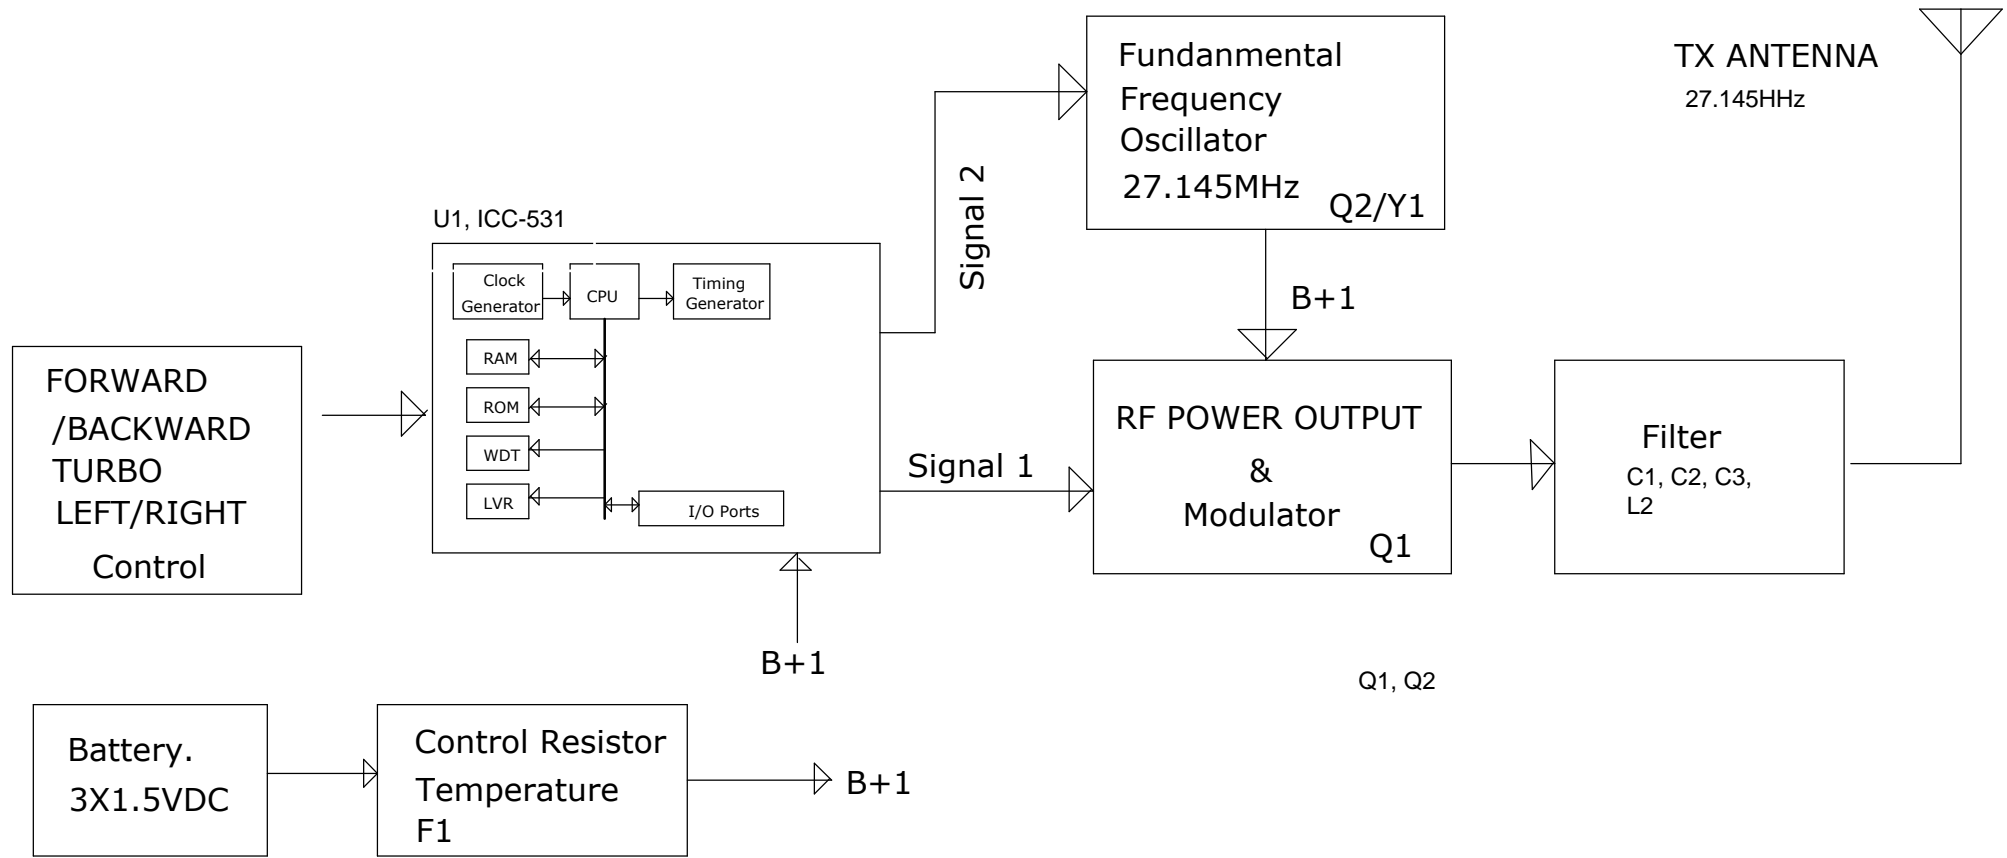 Fundanmental
Frequency
Oscillator
27.145MHz
Q2/Y1
TX ANTENNA
27.145HHz
Signal 2
U1, ICC-531
Clock
Generator
CPU
Timing
Generator
RAM
ROM
WDT
LVR
I/O Ports
B+1
FORWARD
/BACKWARD
TURBO
LEFT/RIGHT
Control
Signal 1
RF POWER OUTPUT
&
Modulator
Q1
Filter
C1, C2, C3,
L2
B+1
Q1, Q2
Battery.
3X1.5VDC
Control Resistor
Temperature
F1
B+1